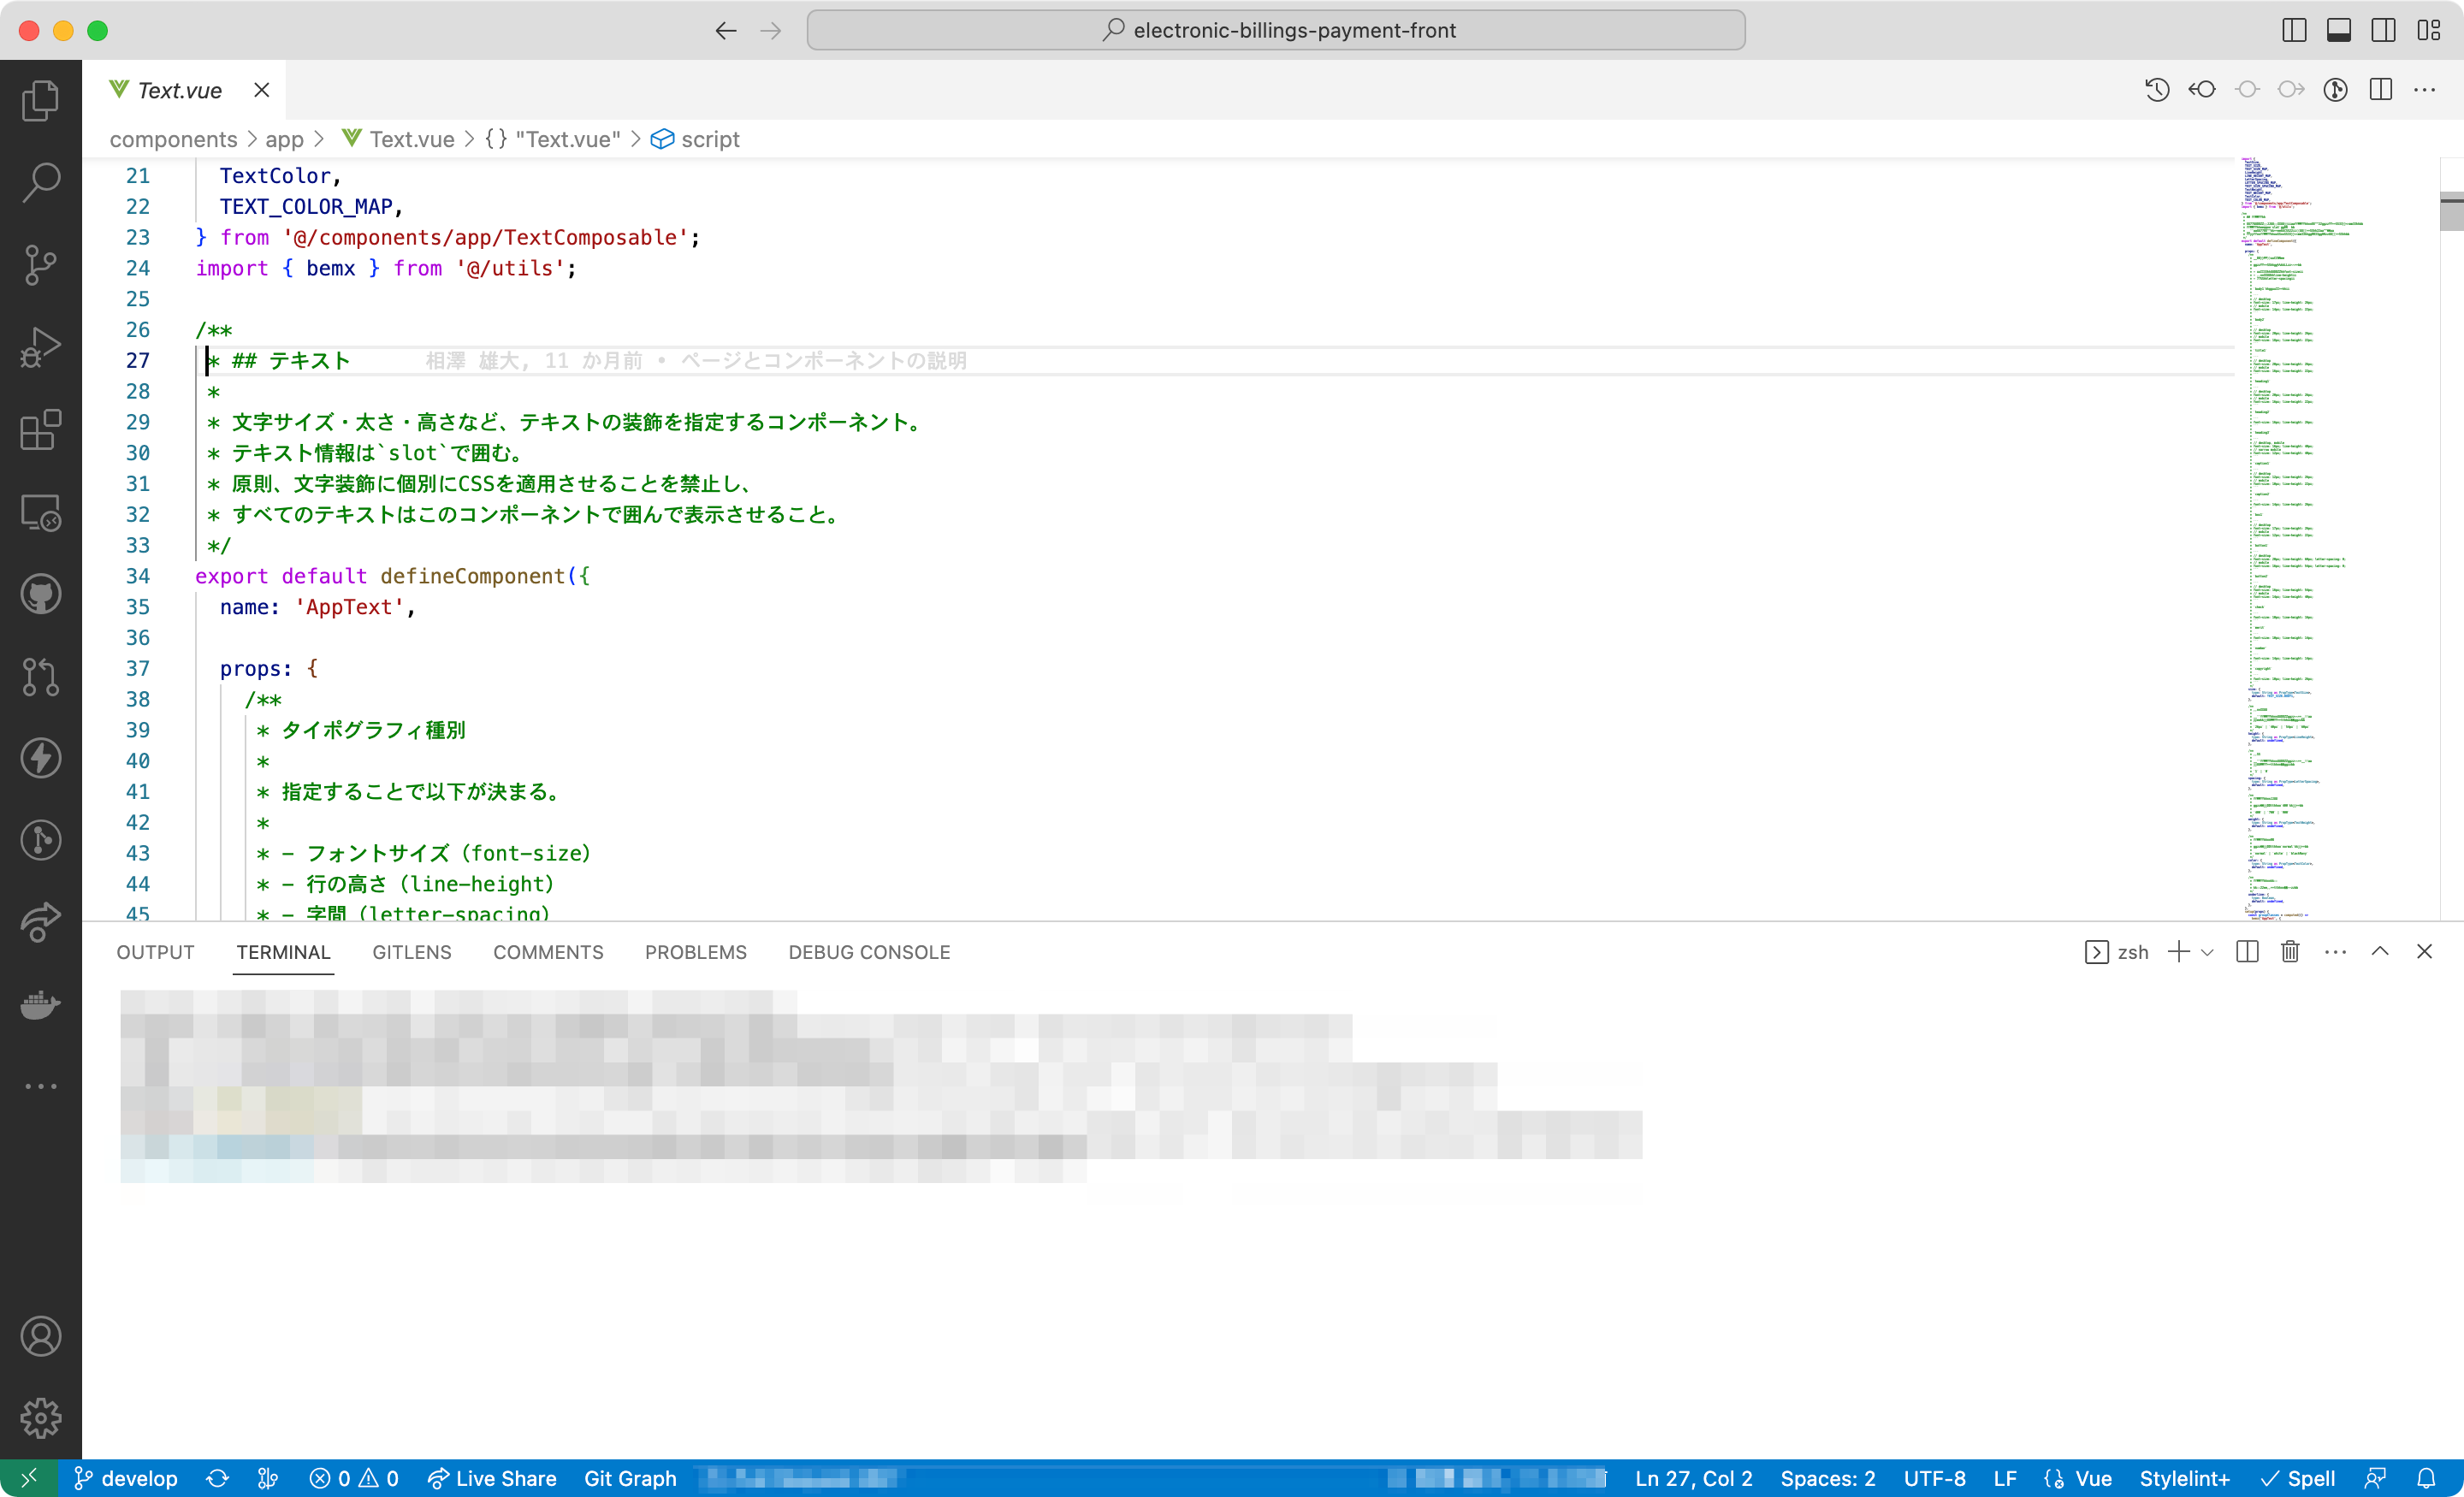 electronic-billings-payment-front
Text.vue
components > app > Text.vue > {} "Text.vue" > script
21 TextColor,
22 TEXT_COLOR_MAP,
23 } from '@/components/app/TextComposable';
24 import { bemx } from '@/utils';
25
26 /**
27 * ## テキスト 相澤 雄大, 11 か月前 • ページとコンポーネントの説明
28 *
29 * 文字サイズ・太さ・高さなど、テキストの装飾を指定するコンポーネント。
30 * テキスト情報は`slot`で囲む。
31 * 原則、文字装飾に個別にCSSを適用させることを禁止し、
32 * すべてのテキストはこのコンポーネントで囲んで表示させること。
33 */
34 export default defineComponent({
35 name: 'AppText',
36
37 props: {
38 /**
39 * タイポグラフィ種別
40 *
41 * 指定することで以下が決まる。
42 *
43 * - フォントサイズ（font-size）
44 * - 行の高さ（line-height）
45 * - 字間（letter-spacing）
OUTPUT TERMINAL GITLENS COMMENTS PROBLEMS DEBUG CONSOLE zsh
develop 0 0 Live Share Git Graph Ln 27, Col 2 Spaces: 2 UTF-8 LF Vue Stylelint+ Spell